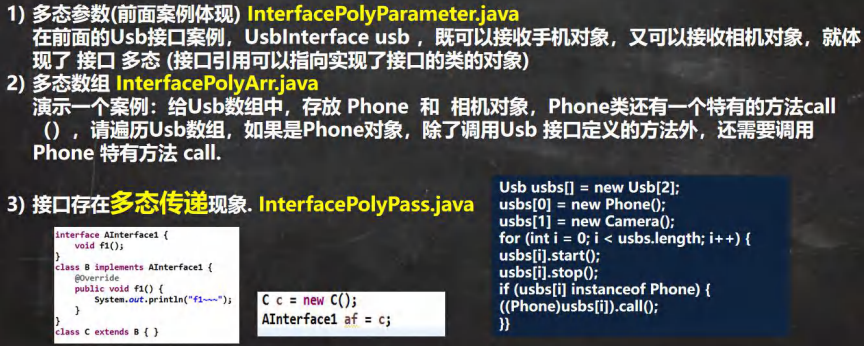 1) 多态参数(前面案例体现) InterfacePolyParameter.java
在前面的Usb接口案例，UsbInterface usb ，既可以接收手机对象，又可以接收相机对象，就体
现了 接口 多态 (接口引用可以指向实现了接口的类的对象)
2) 多态数组 InterfacePolyArr.java
演示一个案例：给Usb数组中，存放 Phone 和 相机对象，Phone类还有一个特有的方法call
（），请遍历Usb数组，如果是Phone对象，除了调用Usb 接口定义的方法外，还需要调用
Phone 特有方法 call.
3) 接口存在多态传递现象. InterfacePolyPass.java
interface AInterface1 {
void f1();
}
class B implements AInterface1 {
@Override
public void f1() {
System.out.println("f1~~~");
}
}
class C extends B { }
C c = new C();
AInterface1 af = c;
Usb usbs[] = new Usb[2];
usbs[0] = new Phone();
usbs[1] = new Camera();
for (int i = 0; i < usbs.length; i++) {
usbs[i].start();
usbs[i].stop();
if (usbs[i] instanceof Phone) {
((Phone)usbs[i]).call();
}}